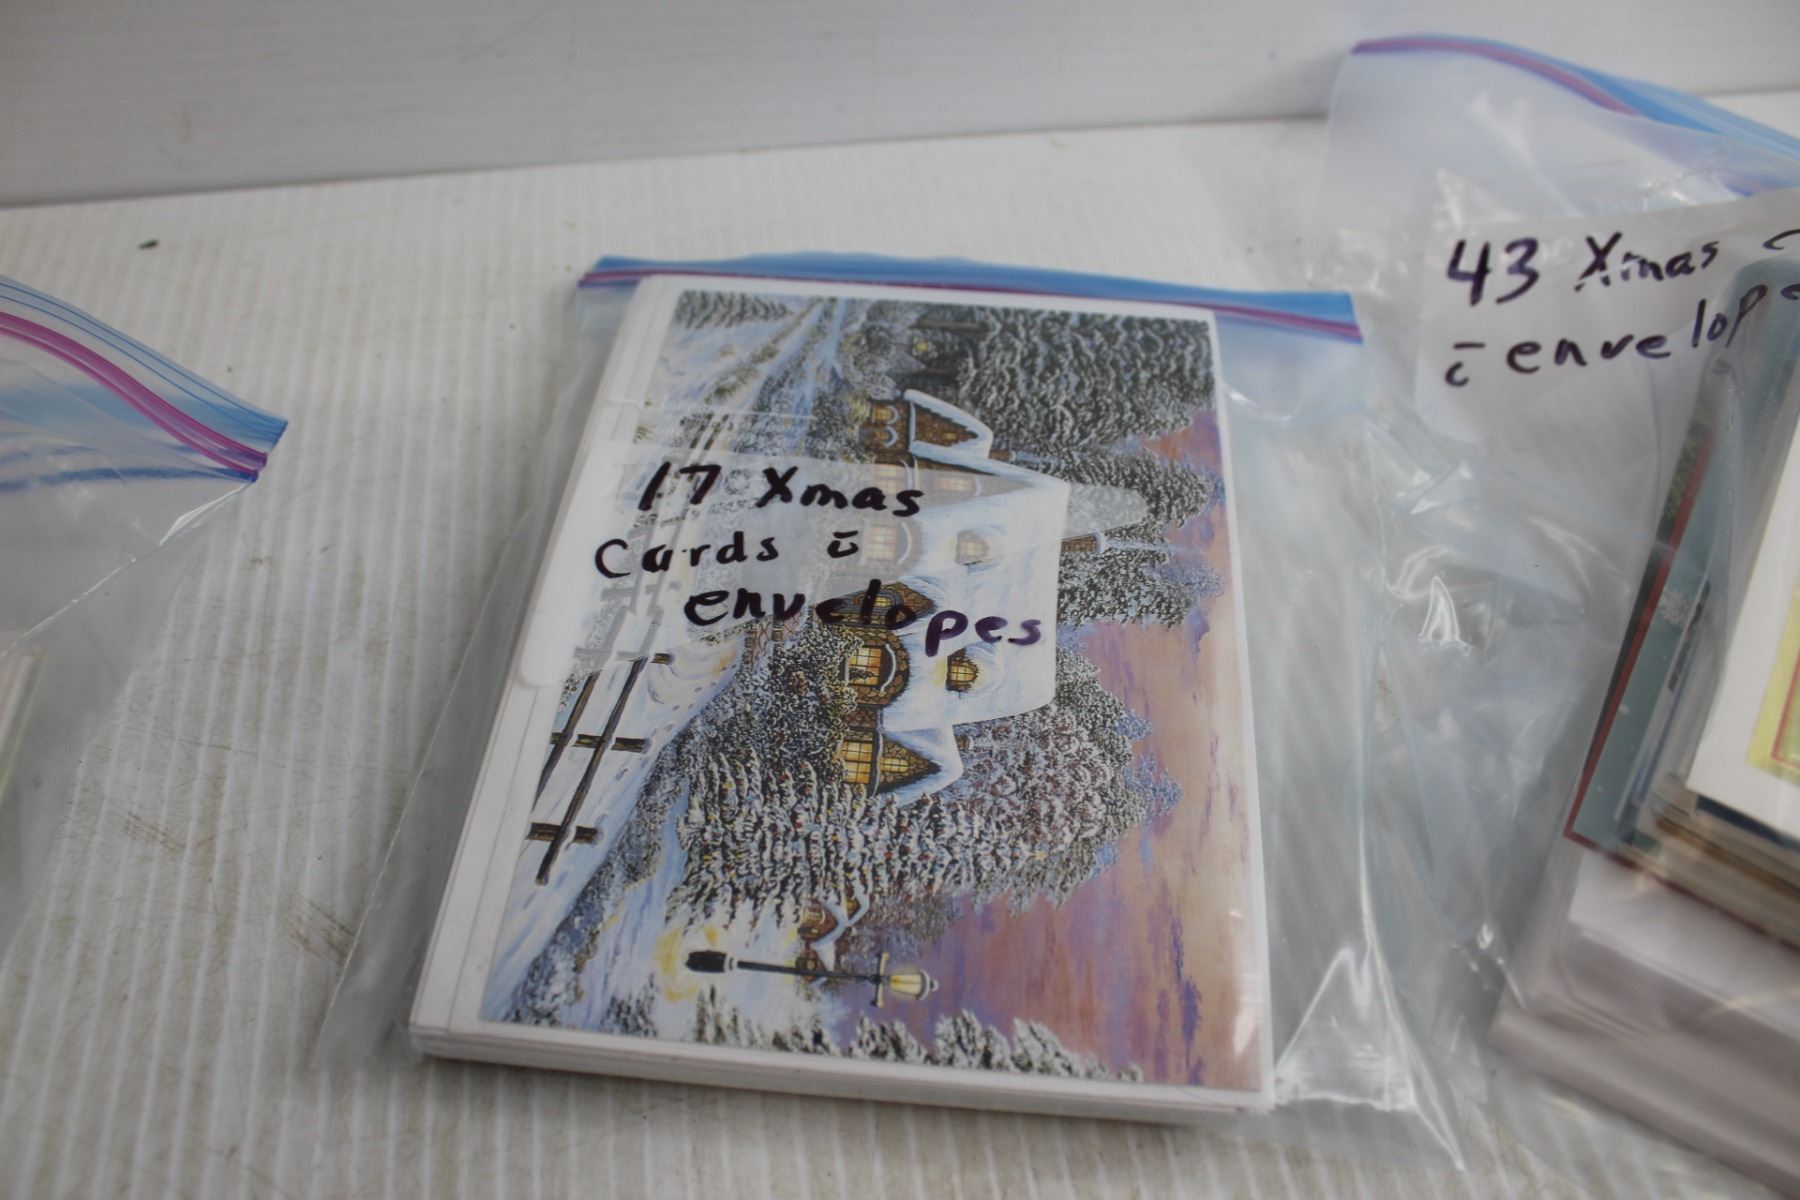 17 Xmas
Cards c̄
envelopes
43 Xmas
c̄ envelop